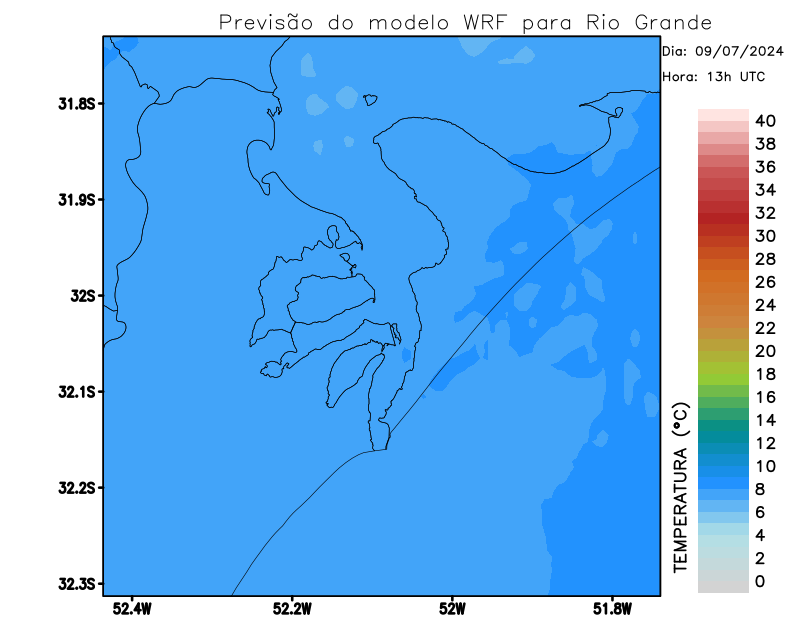 Previsão do modelo WRF para Rio Grande
Dia: 09/07/2024
Hora: 13h UTC
31.8S
31.9S
32S
32.1S
32.2S
32.3S
52.4W
52.2W
52W
51.8W
TEMPERATURA (°C)
40
38
36
34
32
30
28
26
24
22
20
18
16
14
12
10
8
6
4
2
0